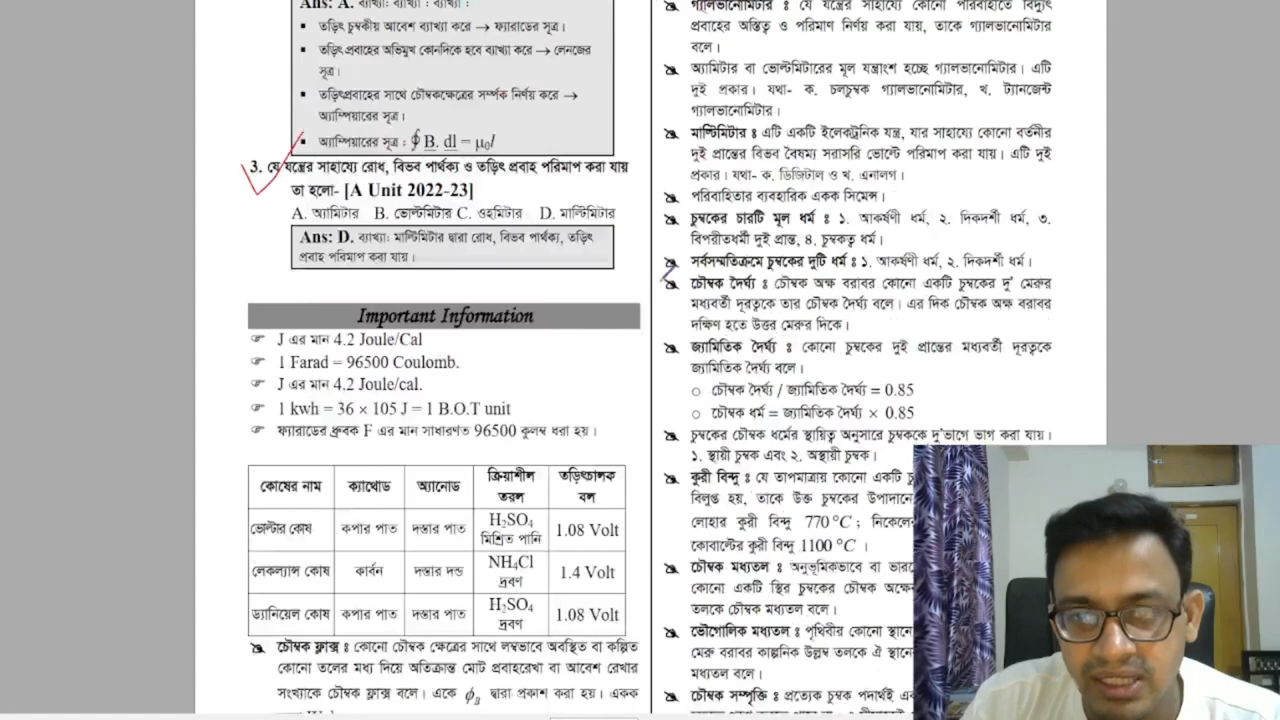 Ans: A. ব্যাখ্যা: ব্যাখ্যা : ব্যাখ্যা :
▪ তড়িৎ চুম্বকীয় আবেশ ব্যাখ্যা করে → ফ্যারাডের সূত্র।
▪ তড়িৎ প্রবাহের অভিমুখ কোনদিকে হবে ব্যাখ্যা করে → লেনজের
সূত্র।
▪ তড়িৎপ্রবাহের সাথে চৌম্বকক্ষেত্রের সর্ম্পক নির্ণয় করে →
অ্যাম্পিয়ারের সূত্র।
▪ অ্যাম্পিয়ারের সূত্র : ∮ B. dl = μ₀I
3. যে যন্ত্রের সাহায্যে রোধ, বিভব পার্থক্য ও তড়িৎ প্রবাহ পরিমাপ করা যায়
তা হলো- [A Unit 2022-23]
A. অ্যামিটার B. ভোল্টমিটার C. ওহমিটার D. মাল্টিমিটার
Ans: D. ব্যাখ্যা: মাল্টিমিটার দ্বারা রোধ, বিভব পার্থক্য, তড়িৎ
প্রবাহ পরিমাপ করা যায়।
Important Information
J এর মান 4.2 Joule/Cal
1 Farad = 96500 Coulomb.
J এর মান 4.2 Joule/cal.
1 kwh = 36 × 105 J = 1 B.O.T unit
ফ্যারাডের ধ্রুবক F এর মান সাধারণত 96500 কুলম্ব ধরা হয়।
কোষের নাম ক্যাথোড অ্যানোড ক্রিয়াশীল তরল তড়িৎচালক বল
ভোল্টার কোষ কপার পাত দস্তার পাত H₂SO₄ মিশ্রিত পানি 1.08 Volt
লেকল্যান্স কোষ কার্বন দস্তার দন্ড NH₄Cl দ্রবণ 1.4 Volt
ড্যানিয়েল কোষ কপার পাত দস্তার পাত H₂SO₄ দ্রবণ 1.08 Volt
চৌম্বক ফ্লাক্স : কোনো চৌম্বক ক্ষেত্রের সাথে লম্বভাবে অবস্থিত বা কল্পিত
কোনো তলের মধ্য দিয়ে অতিক্রান্ত মোট প্রবাহরেখা বা আবেশ রেখার
সংখ্যাকে চৌম্বক ফ্লাক্স বলে। একে ϕ_B দ্বারা প্রকাশ করা হয়। একক
গ্যালভানোমিটার : যে যন্ত্রের সাহায্যে কোনো পরিবাহীতে বিদ্যুৎ
প্রবাহের অস্তিত্ব ও পরিমাণ নির্ণয় করা যায়, তাকে গ্যালভানোমিটার
বলে।
অ্যামিটার বা ভোল্টমিটারের মূল যন্ত্রাংশ হচ্ছে গ্যালভানোমিটার। এটি
দুই প্রকার। যথা- ক. চলচুম্বক গ্যালভানোমিটার, খ. ট্যানজেন্ট
গ্যালভানোমিটার।
মাল্টিমিটার : এটি একটি ইলেকট্রনিক যন্ত্র, যার সাহায্যে কোনো বর্তনীর
দুই প্রান্তের বিভব বৈষম্য সরাসরি ভোল্টে পরিমাপ করা যায়। এটি দুই
প্রকার। যথা- ক. ডিজিটাল ও খ. এনালগ।
পরিবাহিতার ব্যবহারিক একক সিমেন্স।
চুম্বকের চারটি মূল ধর্ম : ১. আকর্ষণী ধর্ম, ২. দিকদর্শী ধর্ম, ৩.
বিপরীতধর্মী দুই প্রান্ত, ৪. চুম্বকত্ব ধর্ম।
সর্বসম্মতিক্রমে চুম্বকের দুটি ধর্ম : ১. আকর্ষণী ধর্ম, ২. দিকদর্শী ধর্ম।
চৌম্বক দৈর্ঘ্য : চৌম্বক অক্ষ বরাবর কোনো একটি চুম্বকের দু’ মেরুর
মধ্যবর্তী দূরত্বকে তার চৌম্বক দৈর্ঘ্য বলে। এর দিক চৌম্বক অক্ষ বরাবর
দক্ষিণ হতে উত্তর মেরুর দিকে।
জ্যামিতিক দৈর্ঘ্য : কোনো চুম্বকের দুই প্রান্তের মধ্যবর্তী দূরত্বকে
জ্যামিতিক দৈর্ঘ্য বলে।
○ চৌম্বক দৈর্ঘ্য / জ্যামিতিক দৈর্ঘ্য = 0.85
○ চৌম্বক ধর্ম = জ্যামিতিক দৈর্ঘ্য × 0.85
চুম্বকের চৌম্বক ধর্মের স্থায়িত্ব অনুসারে চুম্বককে দু’ভাগে ভাগ করা যায়।
১. স্থায়ী চুম্বক এবং ২. অস্থায়ী চুম্বক।
কুরী বিন্দু : যে তাপমাত্রায় কোনো একটি
বিলুপ্ত হয়, তাকে উক্ত চুম্বকের উপাদানে
লোহার কুরী বিন্দু 770 °C ; নিকেলের
কোবাল্টের কুরী বিন্দু 1100 °C ।
চৌম্বক মধ্যতল : অনুভূমিকভাবে বা ভার
কোনো একটি স্থির চুম্বকের চৌম্বক অক্ষের
তলকে চৌম্বক মধ্যতল বলে।
ভৌগোলিক মধ্যতল : পৃথিবীর কোনো স্থানে
মেরু বরাবর কাল্পনিক উল্লম্ব তলকে ঐ স্থানের
মধ্যতল বলে।
চৌম্বক সম্পৃক্তি : প্রত্যেক চুম্বক পদার্থই